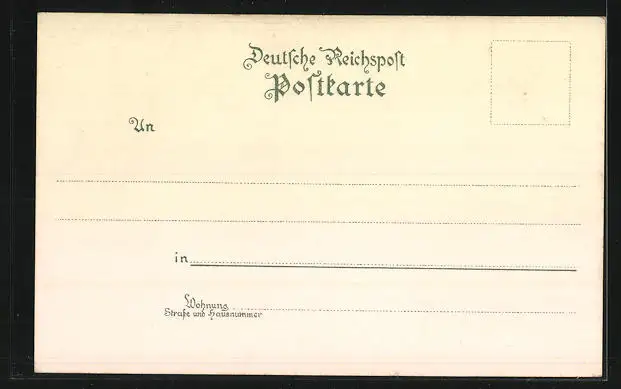 Deutsche Reichspost
Postkarte
An
in
Wohnung
Straße und Hausnummer